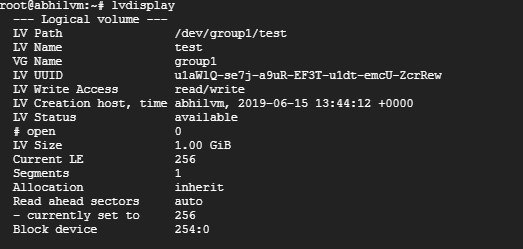 root@abhilvm:~# lvdisplay
--- Logical volume ---
LV Path /dev/group1/test
LV Name test
VG Name group1
LV UUID u1aWlQ-se7j-a9uR-EF3T-u1dt-emcU-ZcrRew
LV Write Access read/write
LV Creation host, time abhilvm, 2019-06-15 13:44:12 +0000
LV Status available
# open 0
LV Size 1.00 GiB
Current LE 256
Segments 1
Allocation inherit
Read ahead sectors auto
- currently set to 256
Block device 254:0